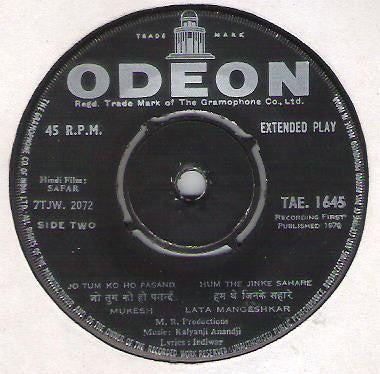 TRADE MARK
ODEON
Regd. Trade Mark of The Gramophone Co., Ltd.
45 R.P.M.
EXTENDED PLAY
Hindi Film:
SAFAR
7TJW. 2072
SIDE TWO
TAE. 1645
RECORDING FIRST
PUBLISHED 1970
JO TUM KO HO PASAND
जो तुम को हो पसन्द
MUKESH
HUM THE JINKE SAHARE
हम थे जिनके सहारे
LATA MANGESHKAR
M. R. Productions
Music: Kalyanji Anandji
Lyrics: Indiwar